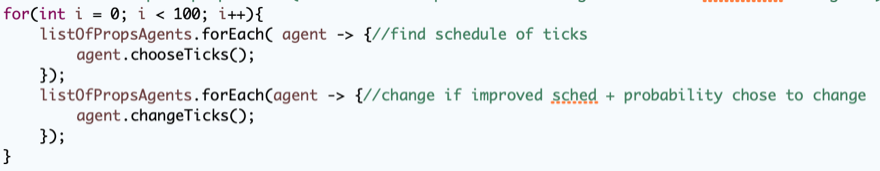 for(int i = 0; i < 100; i++){
listOfPropsAgents.forEach( agent -> {//find schedule of ticks
agent.chooseTicks();
});
listOfPropsAgents.forEach(agent -> {//change if improved sched + probability chose to change
agent.changeTicks();
});
}